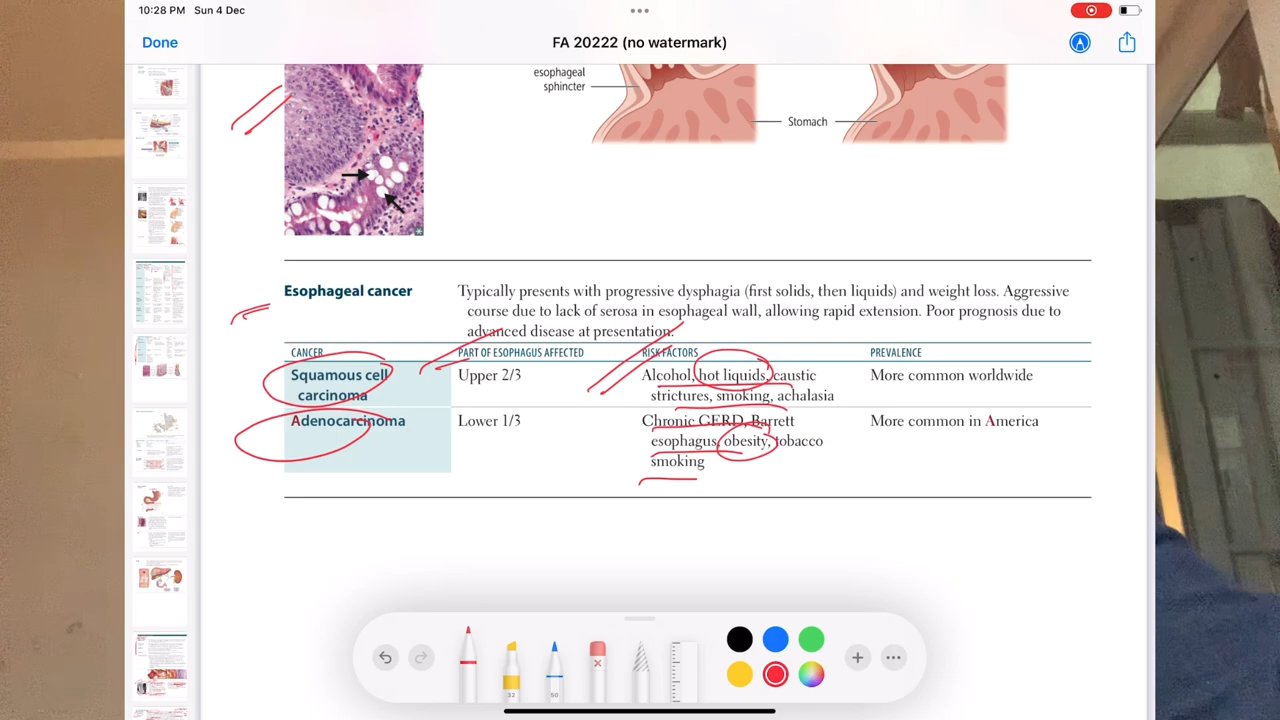 10:28 PM Sun 4 Dec
Done
FA 20222 (no watermark)
esophageal
sphincter
Stomach
Esophageal cancer
Typically presents with progressive dysphagia (first solids, then liquids) and weight loss. Aggressive
course due to lack of serosa in esophageal wall, allowing rapid extension. Poor prognosis due to
advanced disease at presentation.
CANCER PART OF ESOPHAGUS AFFECTED RISK FACTORS PREVALENCE
Squamous cell
carcinoma
Upper 2/3
Alcohol, hot liquids, caustic
strictures, smoking, achalasia
More common worldwide
Adenocarcinoma
Lower 1/3
Chronic GERD, Barrett
esophagus, obesity, tobacco
smoking
More common in America
32
50